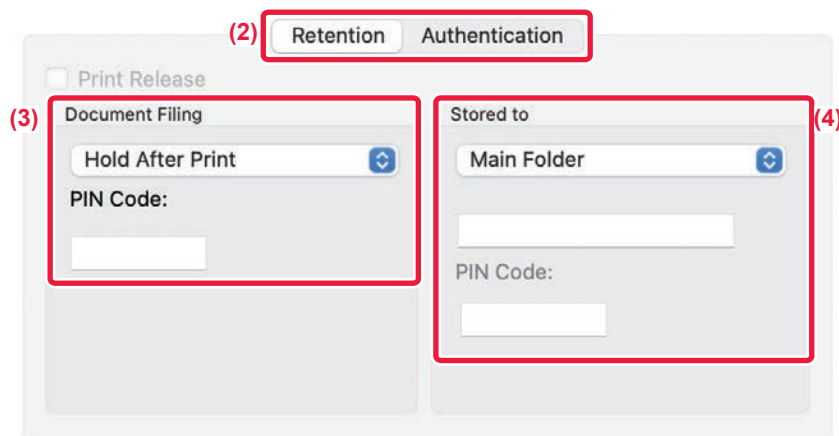 (2) Retention Authentication
Print Release
(3) Document Filing Stored to (4)
Hold After Print Main Folder
PIN Code:
PIN Code: